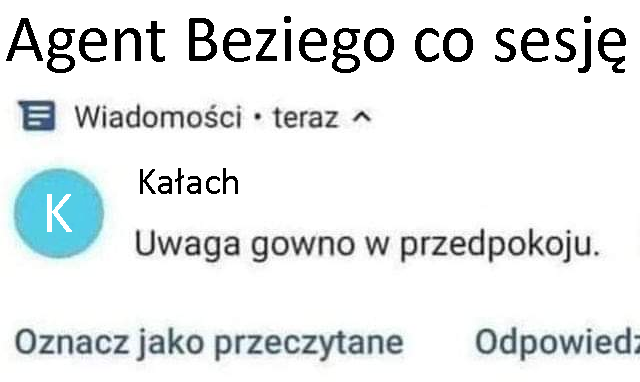 Agent Beziego co sesję
Wiadomości • teraz ^
Kałach
K
Uwaga gowno w przedpokoju.
Oznacz jako przeczytane Odpowiedz